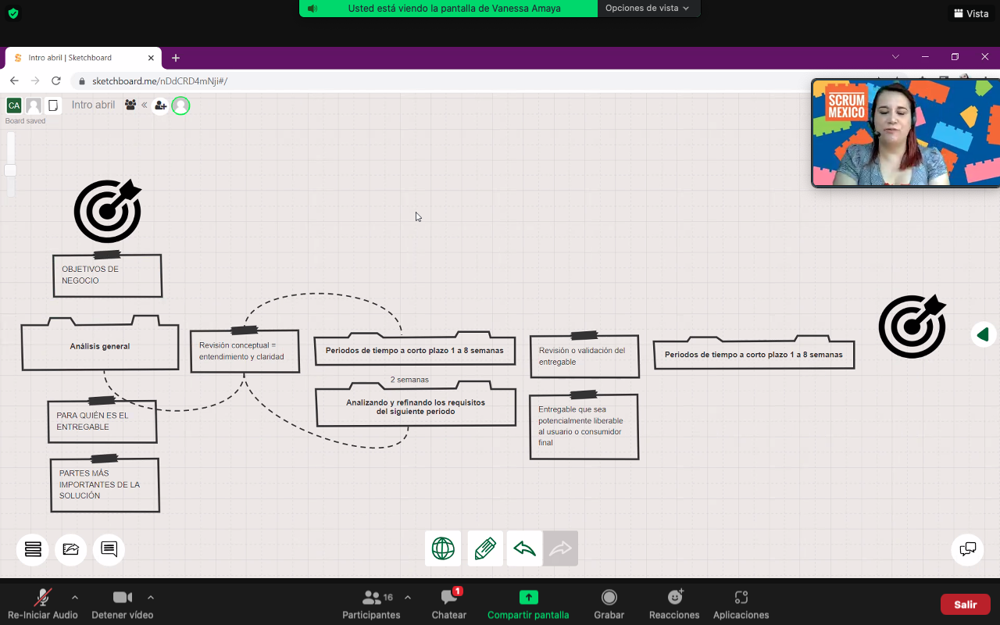 Usted está viendo la pantalla de Vanessa Amaya
Opciones de vista
Vista
Intro abril | Sketchboard
sketchboard.me/nDdCRD4mNji#/
CA
Intro abril
Board saved
SCRUM
MEXICO
OBJETIVOS DE
NEGOCIO
Análisis general
Revisión conceptual =
entendimiento y claridad
Periodos de tiempo a corto plazo 1 a 8 semanas
Revisión o validación del
entregable
Periodos de tiempo a corto plazo 1 a 8 semanas
2 semanas
Analizando y refinando los requisitos
del siguiente periodo
PARA QUIÉN ES EL
ENTREGABLE
Entregable que sea
potencialmente liberable
al usuario o consumidor
final
PARTES MÁS
IMPORTANTES DE LA
SOLUCIÓN
Re-Iniciar Audio
Detener vídeo
16
Participantes
1
Chatear
Compartir pantalla
Grabar
Reacciones
Aplicaciones
Salir